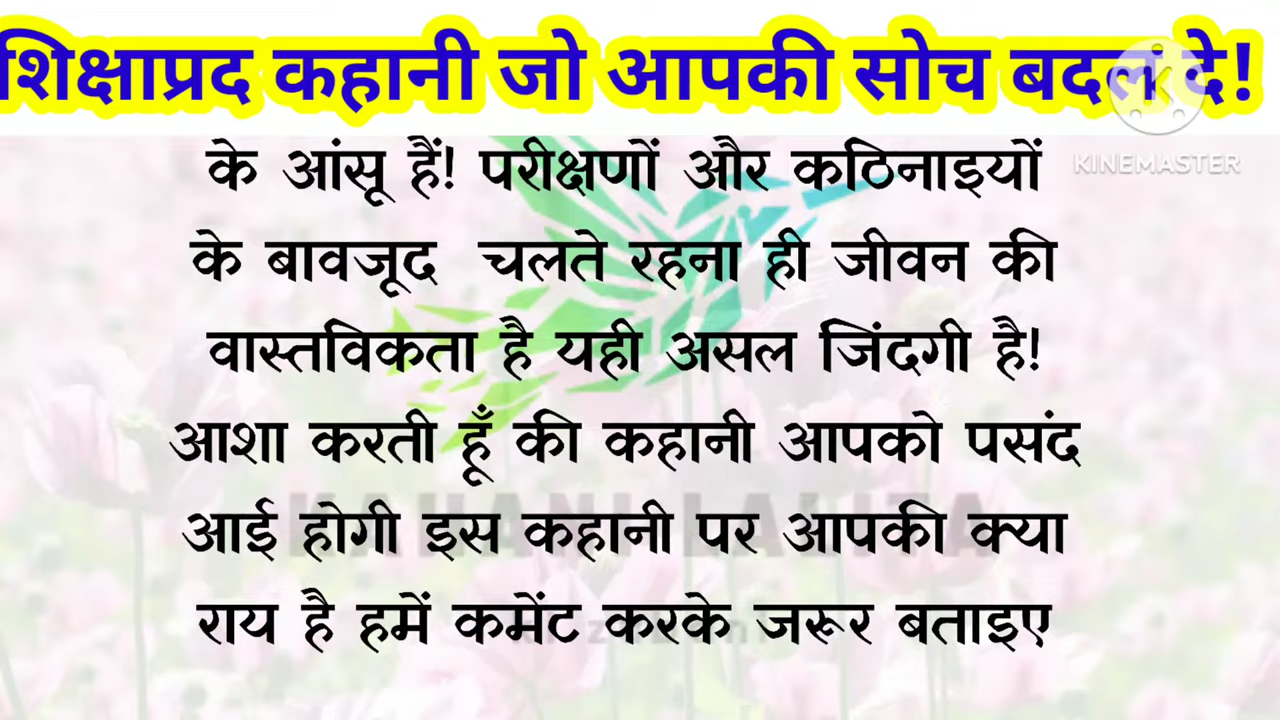 शिक्षाप्रद कहानी जो आपकी सोच बदल दे!
KINEMASTER
के आंसू हैं! परीक्षणों और कठिनाइयों
के बावजूद चलते रहना ही जीवन की
वास्तविकता है यही असल जिंदगी है!
आशा करती हूँ की कहानी आपको पसंद
आई होगी इस कहानी पर आपकी क्या
राय है हमें कमेंट करके जरूर बताइए